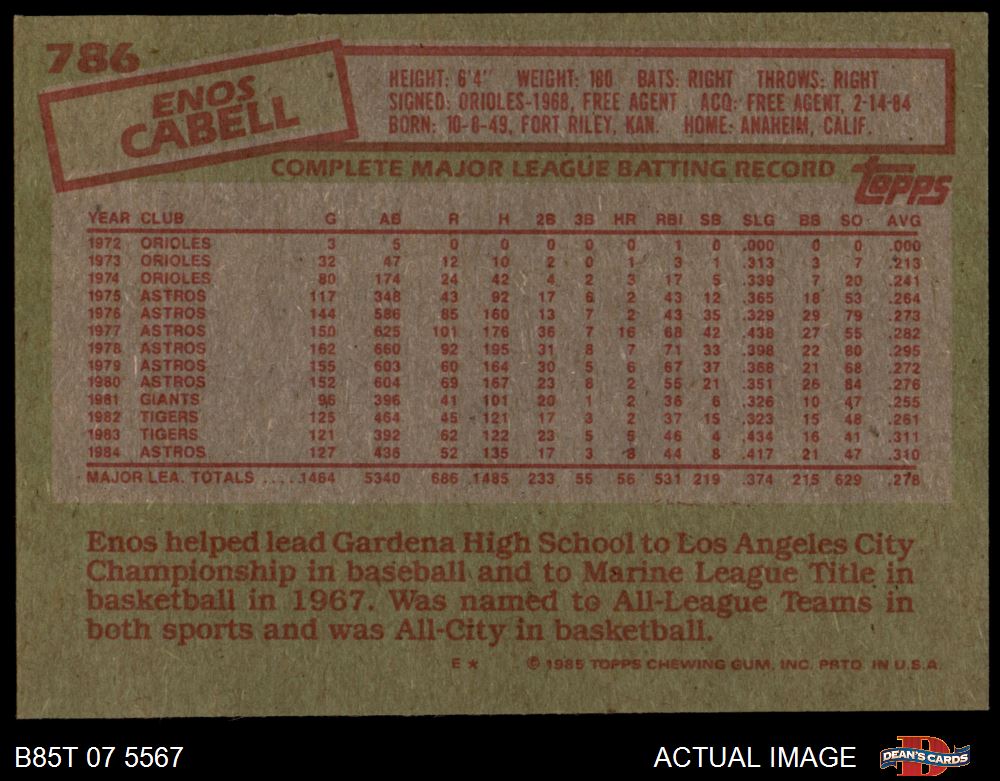 786
ENOS
CABELL
HEIGHT: 6'4" WEIGHT: 180 BATS: RIGHT THROWS: RIGHT
SIGNED: ORIOLES-1968, FREE AGENT ACQ: FREE AGENT, 2-14-84
BORN: 10-8-49, FORT RILEY, KAN. HOME: ANAHEIM, CALIF.
COMPLETE MAJOR LEAGUE BATTING RECORD
topps
YEAR CLUB G AB R H 2B 3B HR RBI SB SLG BB SO AVG
1972 ORIOLES 3 5 0 0 0 0 0 1 0 .000 0 0 .000
1973 ORIOLES 32 47 12 10 2 0 1 3 1 .313 3 7 .213
1974 ORIOLES 80 174 24 42 4 2 3 17 5 .339 7 20 .241
1975 ASTROS 117 348 43 92 17 6 2 43 12 .365 18 53 .264
1976 ASTROS 144 586 85 160 13 7 2 43 35 .329 29 79 .273
1977 ASTROS 150 625 101 176 36 7 16 68 42 .438 27 55 .282
1978 ASTROS 162 660 92 195 31 8 7 71 33 .398 22 80 .295
1979 ASTROS 155 603 60 164 30 5 6 67 37 .368 21 68 .272
1980 ASTROS 152 604 69 167 23 8 2 55 21 .351 26 84 .276
1981 GIANTS 96 396 41 101 20 1 2 36 6 .326 10 47 .255
1982 TIGERS 125 464 45 121 17 3 2 37 15 .323 15 48 .261
1983 TIGERS 121 392 62 122 23 5 5 46 4 .434 16 41 .311
1984 ASTROS 127 436 52 135 17 3 8 44 8 .417 21 47 .310
MAJOR LEA. TOTALS ....1464 5340 686 1485 233 55 56 531 219 .374 215 629 .278
Enos helped lead Gardena High School to Los Angeles City
Championship in baseball and to Marine League Title in
basketball in 1967. Was named to All-League Teams in
both sports and was All-City in basketball.
E * © 1985 TOPPS CHEWING GUM, INC. PRTD. IN U.S.A.
B85T 07 5567 ACTUAL IMAGE DEAN'S CARDS